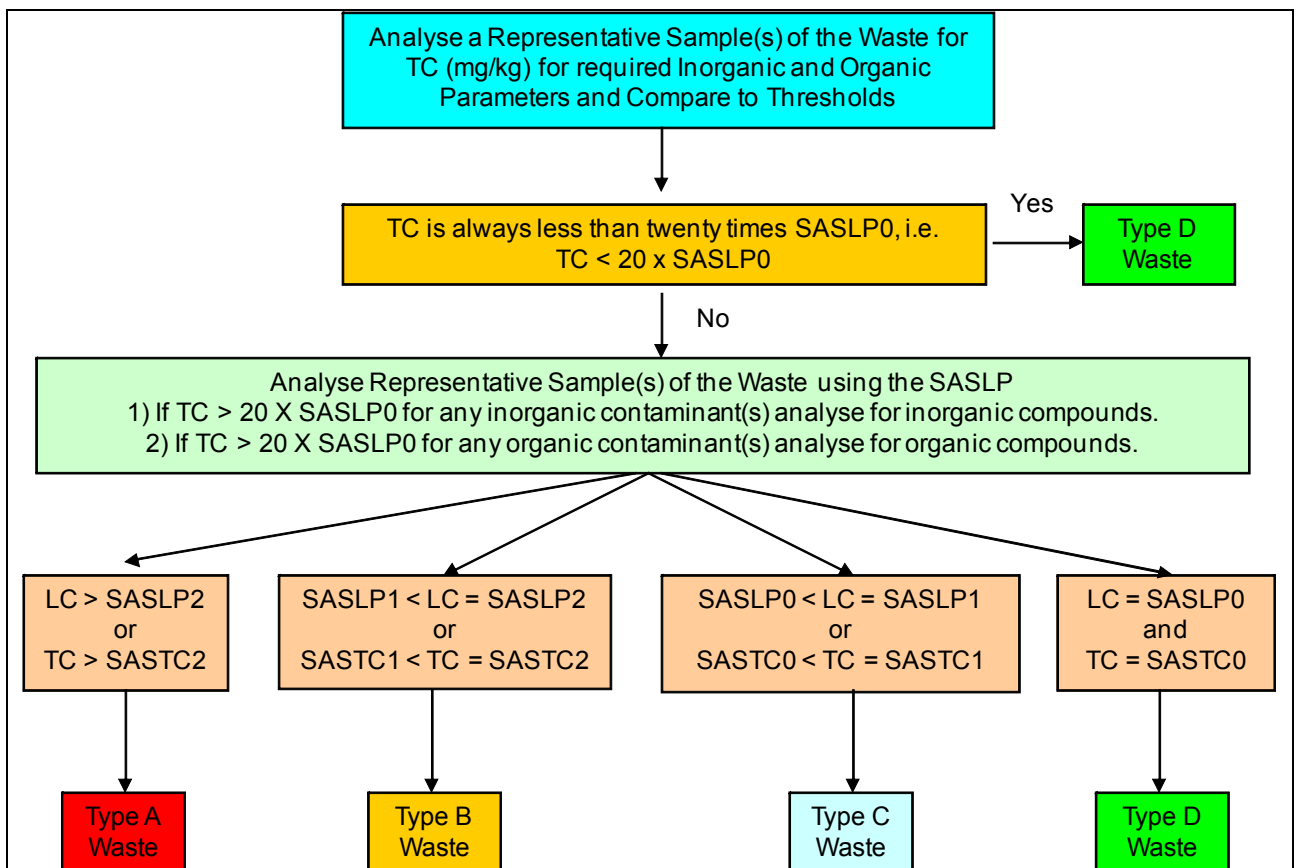 Analyse a Representative Sample(s) of the Waste for
TC (mg/kg) for required Inorganic and Organic
Parameters and Compare to Thresholds
TC is always less than twenty times SASLP0, i.e.
TC < 20 x SASLP0
Yes
Type D
Waste
No
Analyse Representative Sample(s) of the Waste using the SASLP
1) If TC > 20 X SASLP0 for any inorganic contaminant(s) analyse for inorganic compounds.
2) If TC > 20 X SASLP0 for any organic contaminant(s) analyse for organic compounds.
LC > SASLP2
or
TC > SASTC2
SASLP1 < LC = SASLP2
or
SASTC1 < TC = SASTC2
SASLP0 < LC = SASLP1
or
SASTC0 < TC = SASTC1
LC = SASLP0
and
TC = SASTC0
Type A
Waste
Type B
Waste
Type C
Waste
Type D
Waste